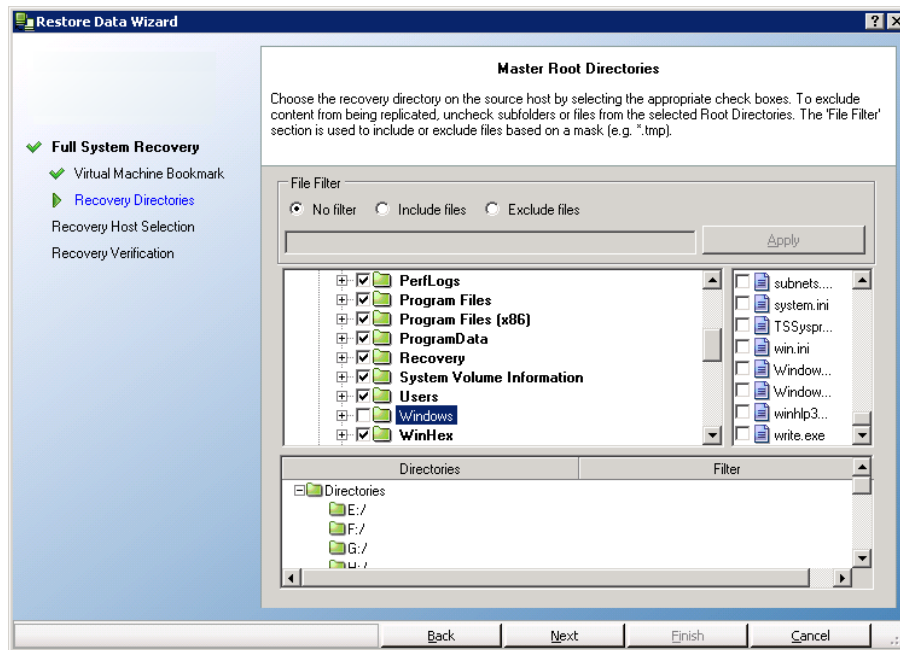 Restore Data Wizard
Master Root Directories
Choose the recovery directory on the source host by selecting the appropriate check boxes. To exclude
content from being replicated, uncheck subfolders or files from the selected Root Directories. The 'File Filter'
section is used to include or exclude files based on a mask (e.g. *.tmp).
Full System Recovery
Virtual Machine Bookmark
Recovery Directories
Recovery Host Selection
Recovery Verification
File Filter
No filter Include files Exclude files
Apply
PerfLogs
Program Files
Program Files (x86)
ProgramData
Recovery
System Volume Information
Users
Windows
WinHex
subnets....
system.ini
TSSyspr...
win.ini
Window...
Window...
winhlp3...
write.exe
Directories Filter
Directories
E:/
F:/
G:/
H:/
Back Next Finish Cancel